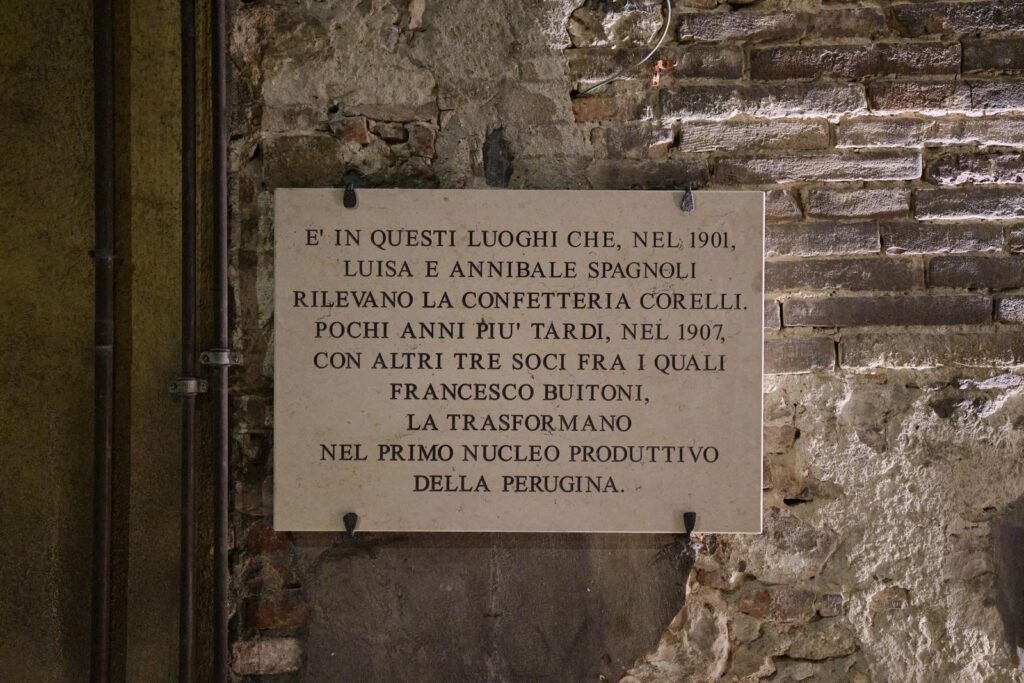 E' IN QUESTI LUOGHI CHE, NEL 1901,
LUISA E ANNIBALE SPAGNOLI
RILEVANO LA CONFETTERIA CORELLI.
POCHI ANNI PIU' TARDI, NEL 1907,
CON ALTRI TRE SOCI FRA I QUALI
FRANCESCO BUITONI,
LA TRASFORMANO
NEL PRIMO NUCLEO PRODUTTIVO
DELLA PERUGINA.